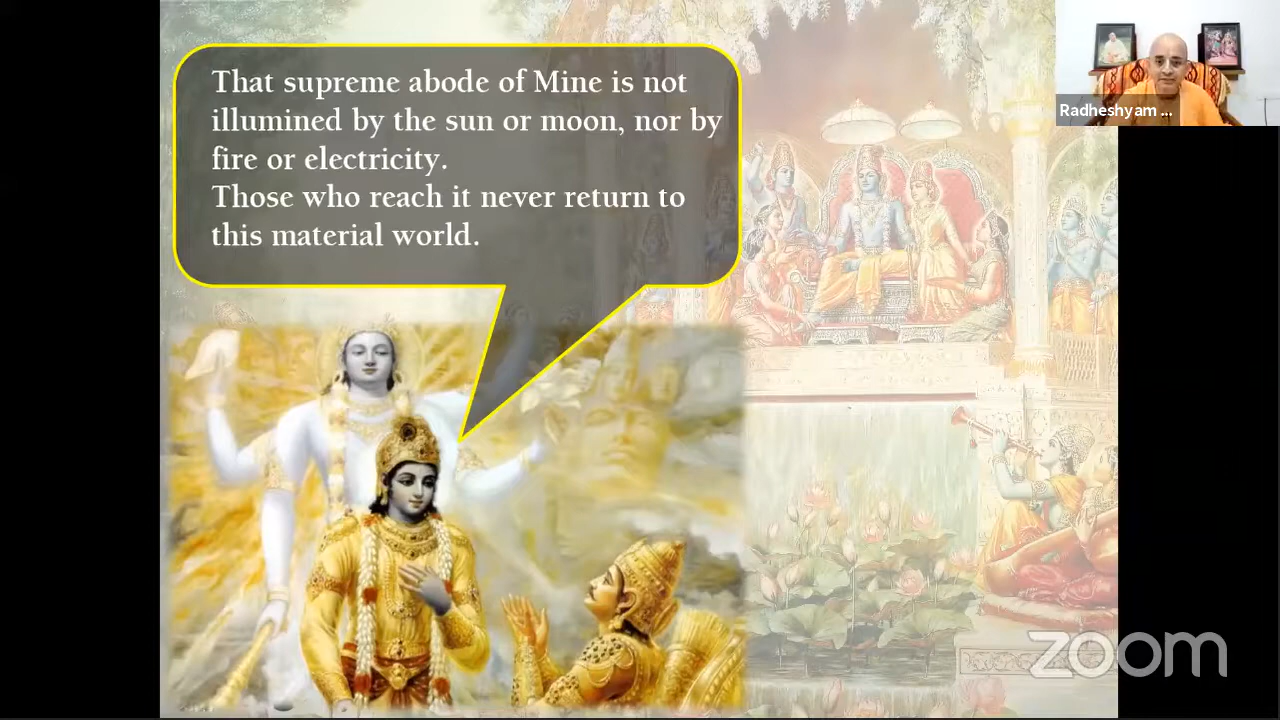 That supreme abode of Mine is not
illumined by the sun or moon, nor by
fire or electricity.
Those who reach it never return to
this material world.
Radheshyam ...
zoom